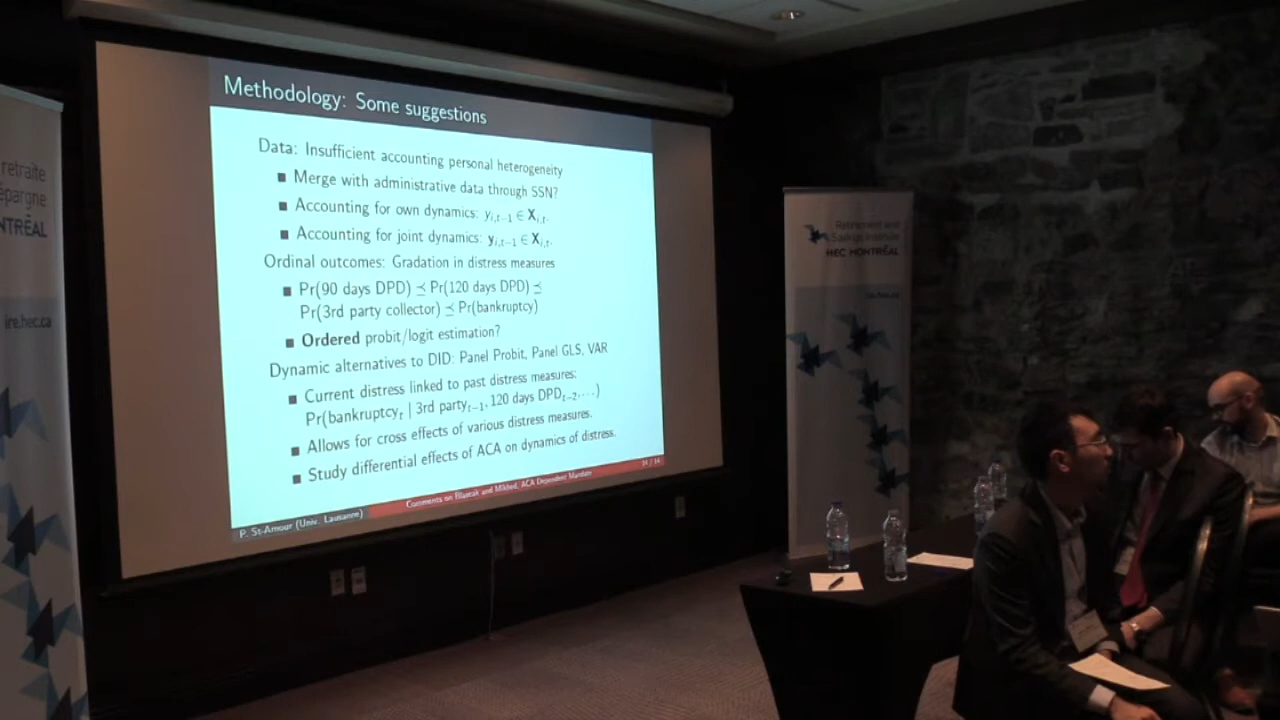 retraite
épargne
MONTRÉAL
ire.hec.ca
Methodology: Some suggestions
Data: Insufficient accounting personal heterogeneity
■ Merge with administrative data through SSN?
■ Accounting for own dynamics: y_{i,t−1} ∈ X_{i,t}.
■ Accounting for joint dynamics: y_{i,t−1} ∈ X_{i,t}.
Ordinal outcomes: Gradation in distress measures
■ Pr(90 days DPD) ⪯ Pr(120 days DPD) ⪯
Pr(3rd party collector) ⪯ Pr(bankruptcy)
■ Ordered probit/logit estimation?
Dynamic alternatives to DID: Panel Probit, Panel GLS, VAR
■ Current distress linked to past distress measures:
Pr(bankruptcy_t | 3rd party_{t−1}, 120 days DPD_{t−2}, ...)
■ Allows for cross effects of various distress measures.
■ Study differential effects of ACA on dynamics of distress.
P. St-Amour (Univ. Lausanne)
Comments on Blascak and Mikhed, ACA Dependent Mandate
14 / 14
Retirement and
Savings Institute
HEC MONTRÉAL